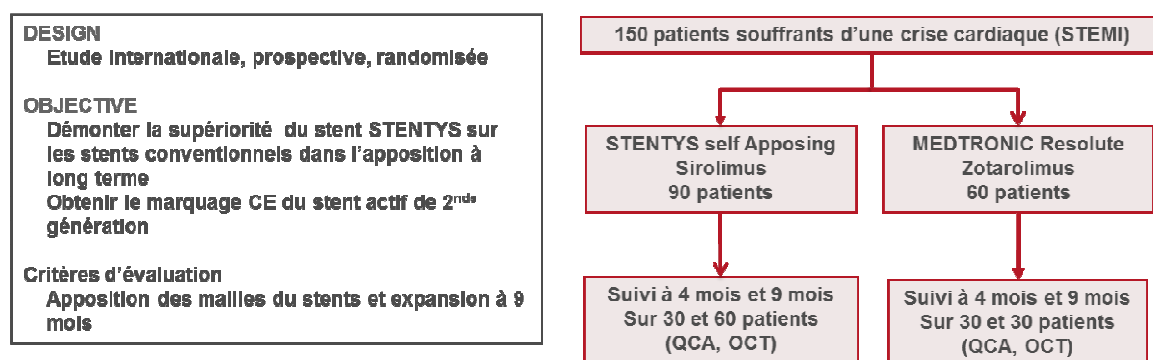 DESIGN
Etude internationale, prospective, randomisée
OBJECTIVE
Démonter la supériorité du stent STENTYS sur
les stents conventionnels dans l'apposition à
long terme
Obtenir le marquage CE du stent actif de 2nde
génération
Critères d'évaluation
Apposition des mailles du stents et expansion à 9
mois
150 patients souffrants d'une crise cardiaque (STEMI)
STENTYS self Apposing
Sirolimus
90 patients
MEDTRONIC Resolute
Zotarolimus
60 patients
Suivi à 4 mois et 9 mois
Sur 30 et 60 patients
(QCA, OCT)
Suivi à 4 mois et 9 mois
Sur 30 et 30 patients
(QCA, OCT)